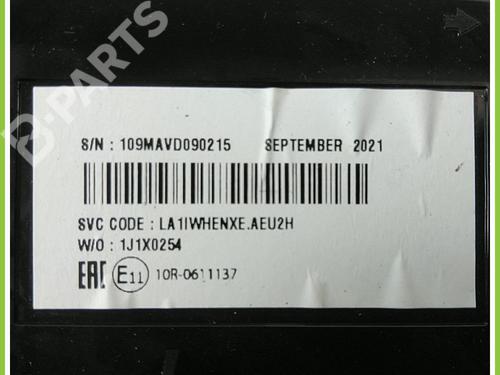 B-PARTS
S/N : 109MAVD090215 SEPTEMBER 2021
SVC CODE : LA1IWHENXE.AEU2H
W/O : 1J1X0254
EAC E11 10R-0611137